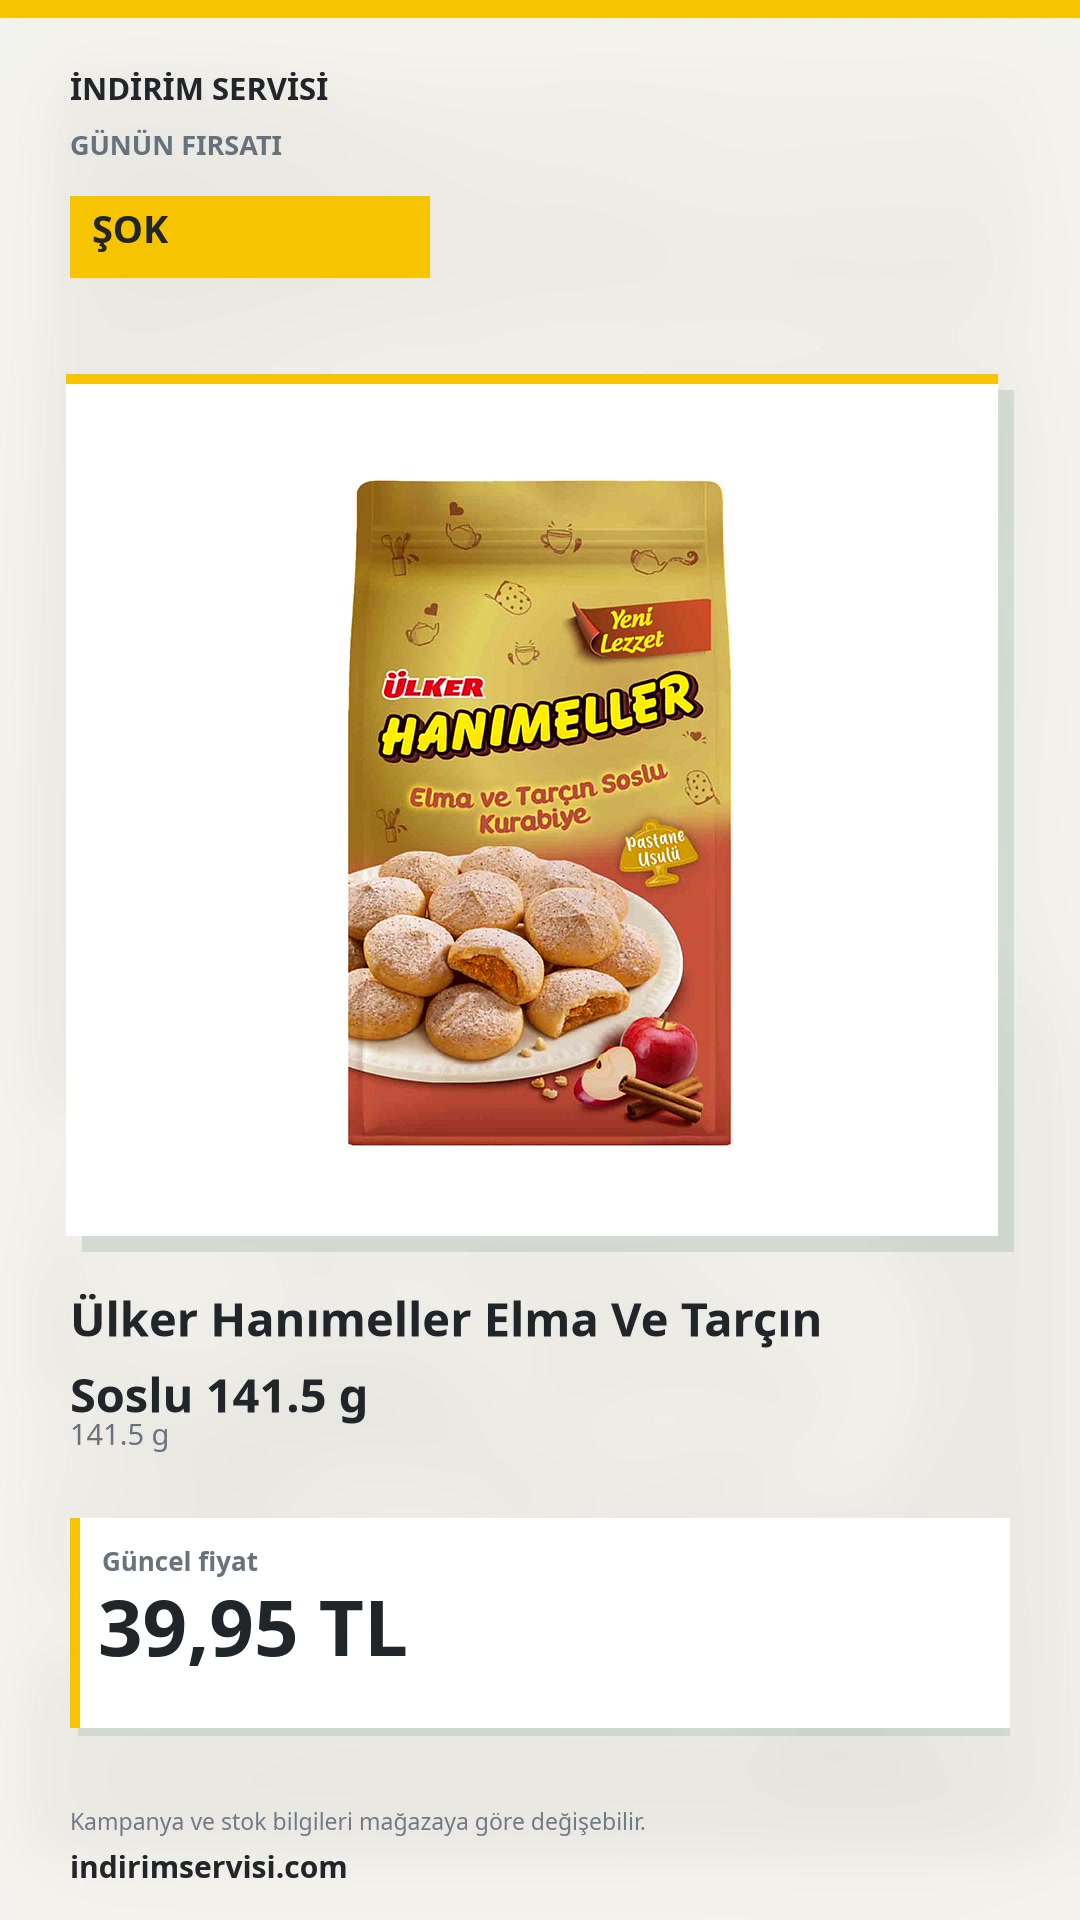 İNDİRİM SERVİSİ
GÜNÜN FIRSATI
ŞOK
Yeni
Lezzet
ÜLKER
HANIMELLER
Elma ve Tarçın Soslu
Kurabiye
Pastane
Usulü
Ülker Hanımeller Elma Ve Tarçın
Soslu 141.5 g
141.5 g
Güncel fiyat
39,95 TL
Kampanya ve stok bilgileri mağazaya göre değişebilir.
indirimservisi.com